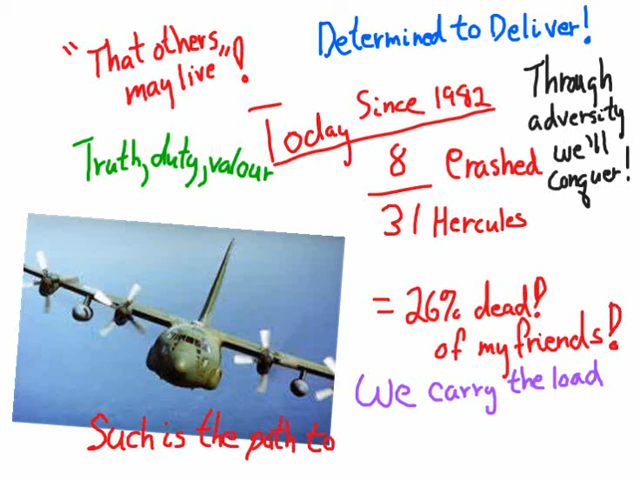 "That others
may live"!
Determined to Deliver!
Through
adversity
we'll
conquer!
Today Since 1982
Truth, duty, valour
8 Crashed
31 Hercules
= 26% dead!
of my friends!
We carry the load
Such is the path to